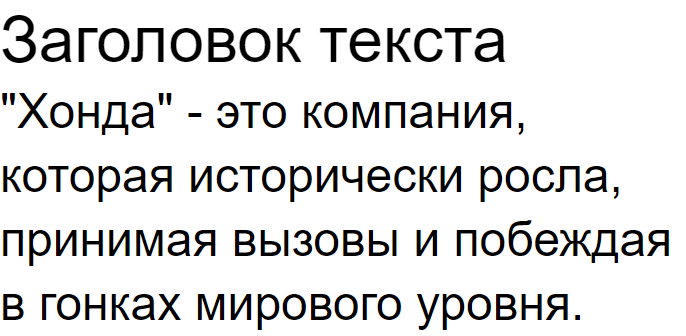 Заголовок текста
"Хонда" - это компания,
которая исторически росла,
принимая вызовы и побеждая
в гонках мирового уровня.